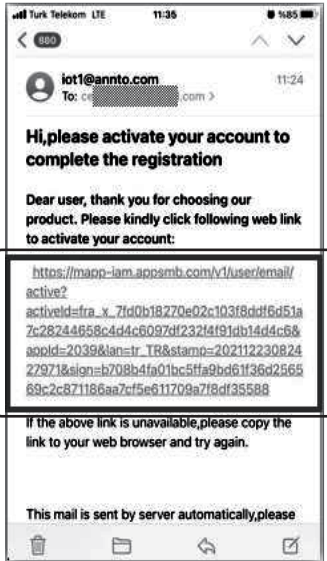 Turk Telekom LTE 11:35 %85
680
iot1@annto.com 11:24
To: ce .com >
Hi,please activate your account to
complete the registration
Dear user, thank you for choosing our
product. Please kindly click following web link
to activate your account:
https://mapp-iam.appsmb.com/v1/user/email/
active?
activeId=fra_x_7fd0b18270e02c103f8ddf6d51a
7c28244658c4d4c6097df232f4f91db14d4c6&
appId=2039&lan=tr_TR&stamp=202112230824
27971&sign=b708b4fa01bc5ffa9bd61f36d2565
69c2c871186aa7cf5e611709a7f8df35588
If the above link is unavailable,please copy the
link to your web browser and try again.
This mail is sent by server automatically,please